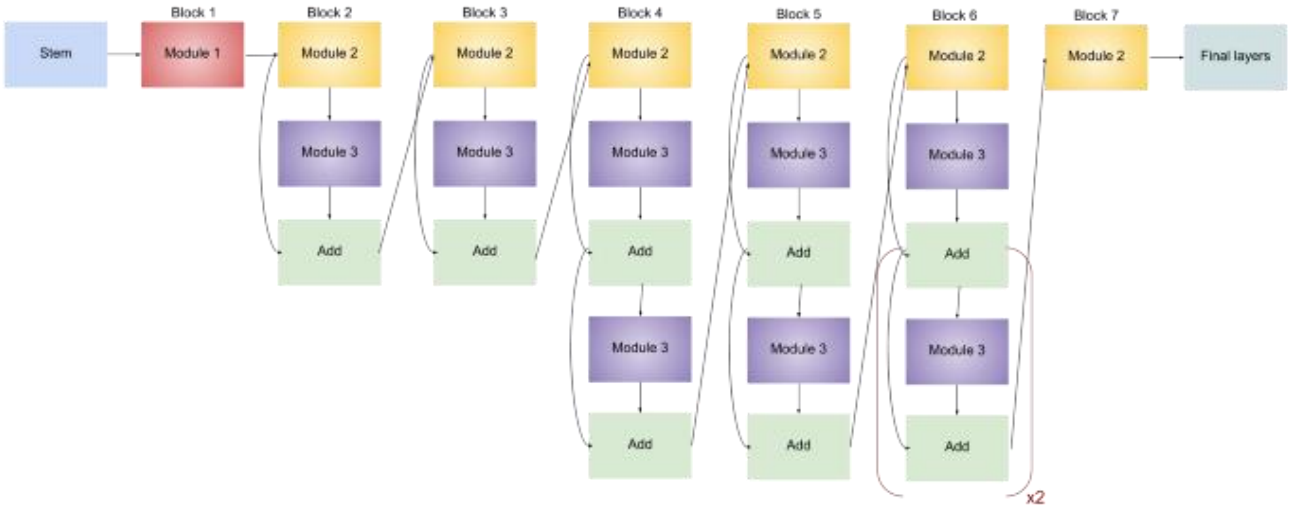 Block 1
Block 2
Block 3
Block 4
Block 5
Block 6
Block 7
Stem
Module 1
Module 2
Module 2
Module 2
Module 2
Module 2
Module 2
Final layers
Module 3
Module 3
Module 3
Module 3
Module 3
Add
Add
Add
Add
Add
Module 3
Module 3
Module 3
Add
Add
Add
x2